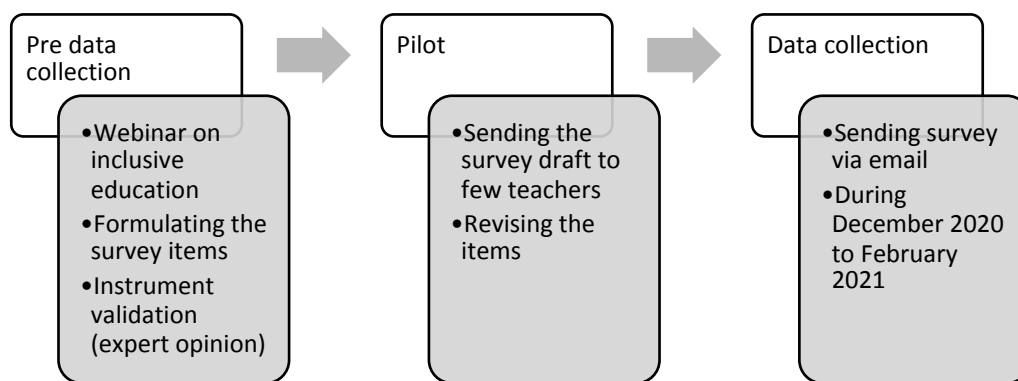 Pre data
collection
•Webinar on
inclusive
education
•Formulating the
survey items
•Instrument
validation
(expert opinion)
Pilot
•Sending the
survey draft to
few teachers
•Revising the
items
Data collection
•Sending survey
via email
•During
December 2020
to February
2021